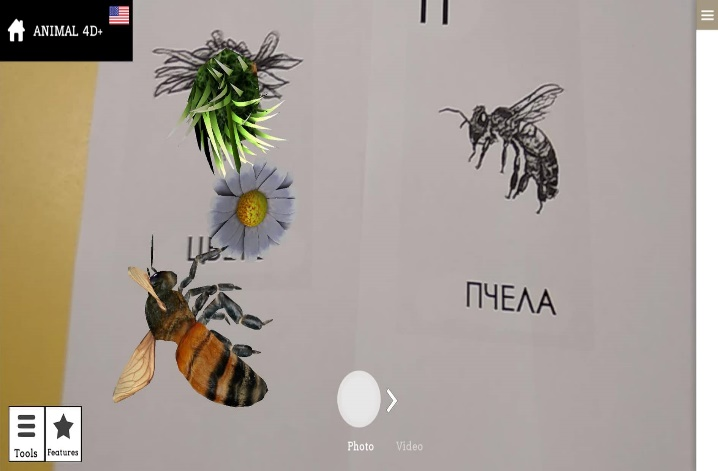 ANIMAL 4D+
П
ПЧЕЛА
Tools
Features
Photo
Video